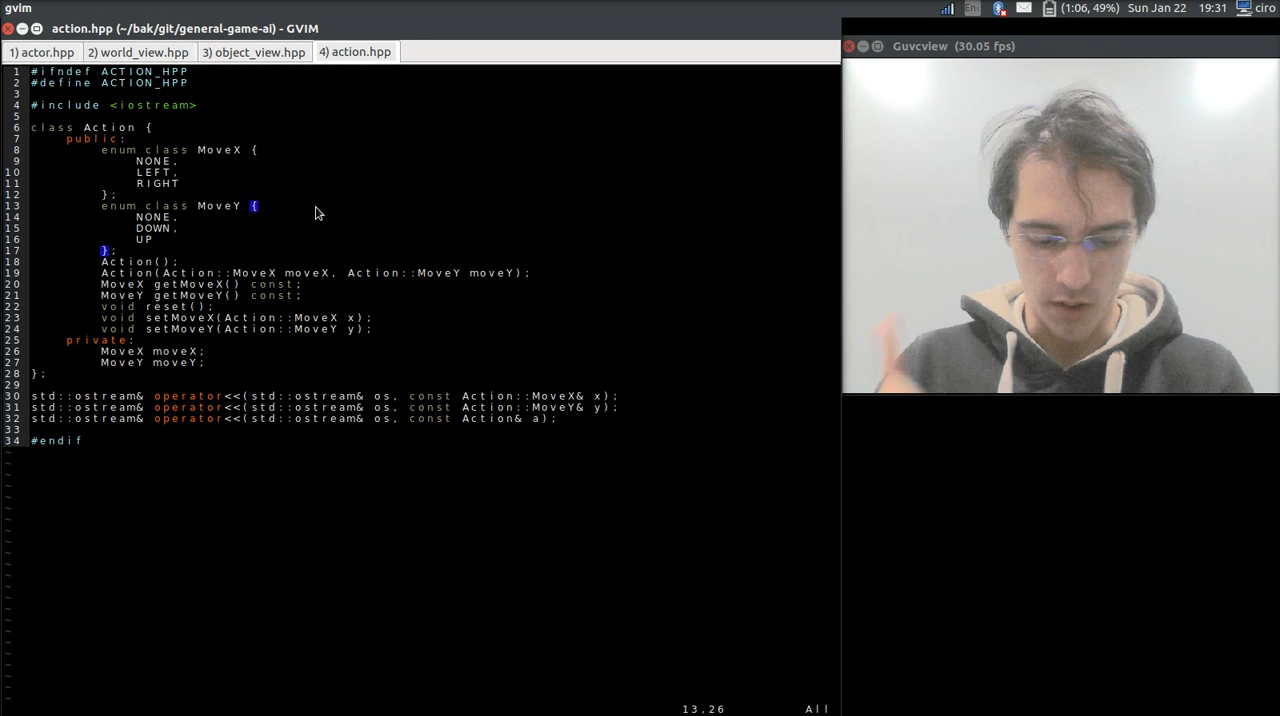 gvim
En
(1:06, 49%)
Sun Jan 22
19:31
ciro
action.hpp (~/bak/git/general-game-ai) - GVIM
1) actor.hpp
2) world_view.hpp
3) object_view.hpp
4) action.hpp
Guvcview (30.05 fps)
1 #ifndef ACTION_HPP
2 #define ACTION_HPP
3
4 #include <iostream>
5
6 class Action {
7 public:
8 enum class MoveX {
9 NONE,
10 LEFT,
11 RIGHT
12 };
13 enum class MoveY {
14 NONE,
15 DOWN,
16 UP
17 };
18 Action();
19 Action(Action::MoveX moveX, Action::MoveY moveY);
20 MoveX getMoveX() const;
21 MoveY getMoveY() const;
22 void reset();
23 void setMoveX(Action::MoveX x);
24 void setMoveY(Action::MoveY y);
25 private:
26 MoveX moveX;
27 MoveY moveY;
28 };
29
30 std::ostream& operator<<(std::ostream& os, const Action::MoveX& x);
31 std::ostream& operator<<(std::ostream& os, const Action::MoveY& y);
32 std::ostream& operator<<(std::ostream& os, const Action& a);
33
34 #endif
13,26 All